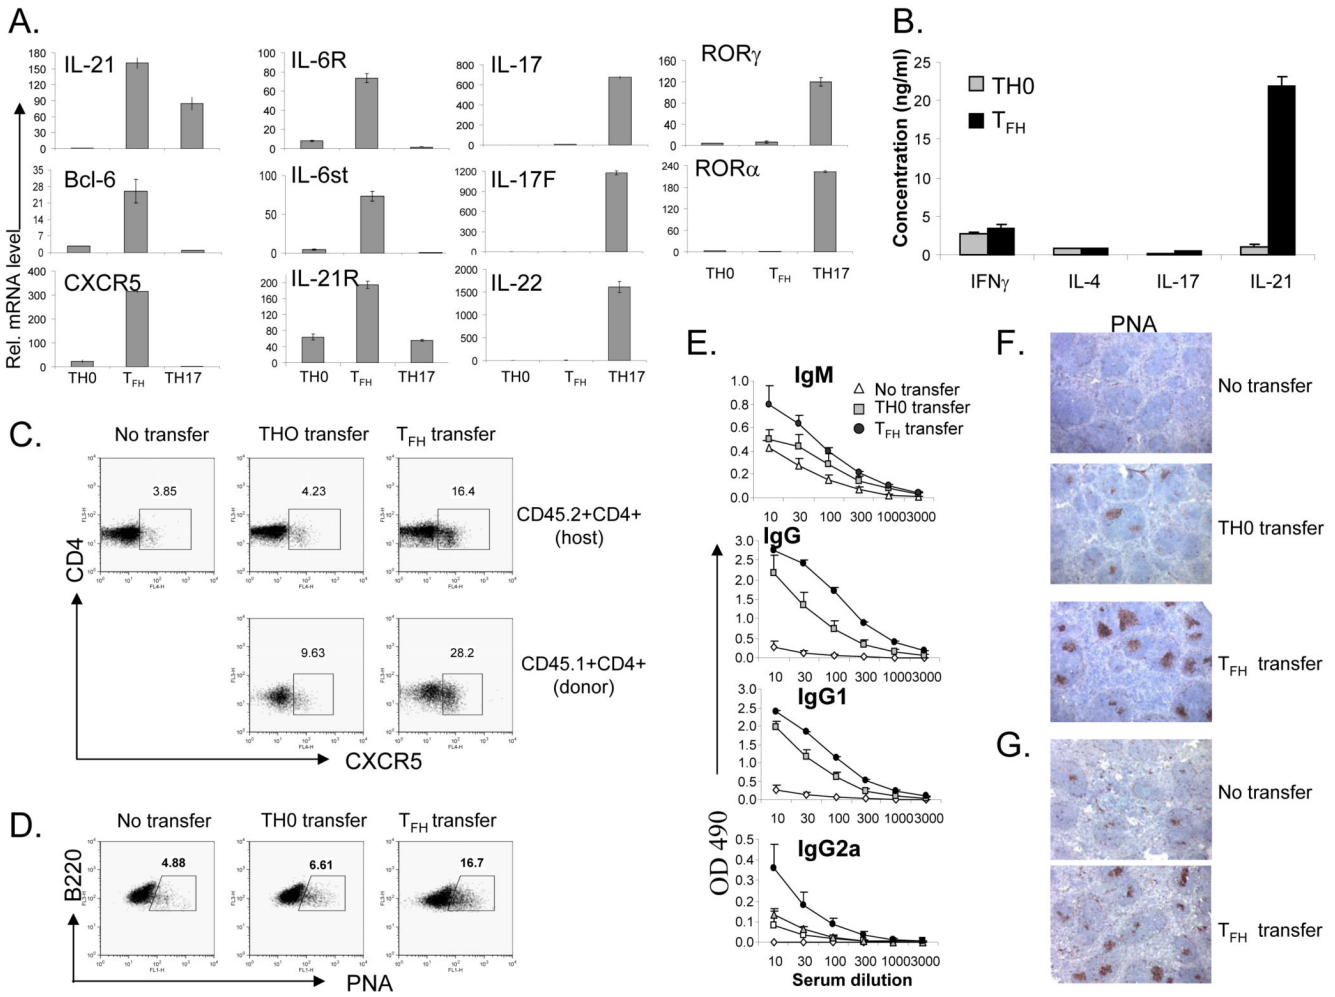 A.
IL-21
180
150
120
90
60
30
0
IL-6R
100
80
60
40
20
0
IL-17
800
600
400
200
0
RORγ
160
120
80
40
0
Rel. mRNA level
Bcl-6
35
28
21
14
7
0
IL-6st
100
50
0
IL-17F
1200
900
600
300
0
RORα
240
180
120
60
0
TH0 TFH TH17
CXCR5
400
300
200
100
0
TH0 TFH TH17
IL-21R
200
160
120
80
40
0
TH0 TFH TH17
IL-22
2000
1500
1000
500
0
TH0 TFH TH17
B.
Concentration (ng/ml)
25
20
15
10
5
0
TH0
TFH
IFNγ IL-4 IL-17 IL-21
C.
No transfer THO transfer TFH transfer
3.85 4.23 16.4
CD45.2+CD4+
(host)
9.63 28.2
CD45.1+CD4+
(donor)
FL3-H
FL4-H
CD4
CXCR5
D.
No transfer TH0 transfer TFH transfer
4.88 6.61 16.7
B220
FL3-H
FL1-H
PNA
E.
IgM
No transfer
TH0 transfer
TFH transfer
1.0
0.8
0.6
0.4
0.2
0.0
10 30 100 300 1000 3000
IgG
3.0
2.5
2.0
1.5
1.0
0.5
0.0
10 30 100 300 1000 3000
IgG1
3.0
2.5
2.0
1.5
1.0
0.5
0.0
10 30 100 300 1000 3000
IgG2a
0.5
0.4
0.3
0.2
0.1
0.0
10 30 100 300 1000 3000
OD 490
Serum dilution
F.
PNA
No transfer
TH0 transfer
TFH transfer
G.
No transfer
TFH transfer